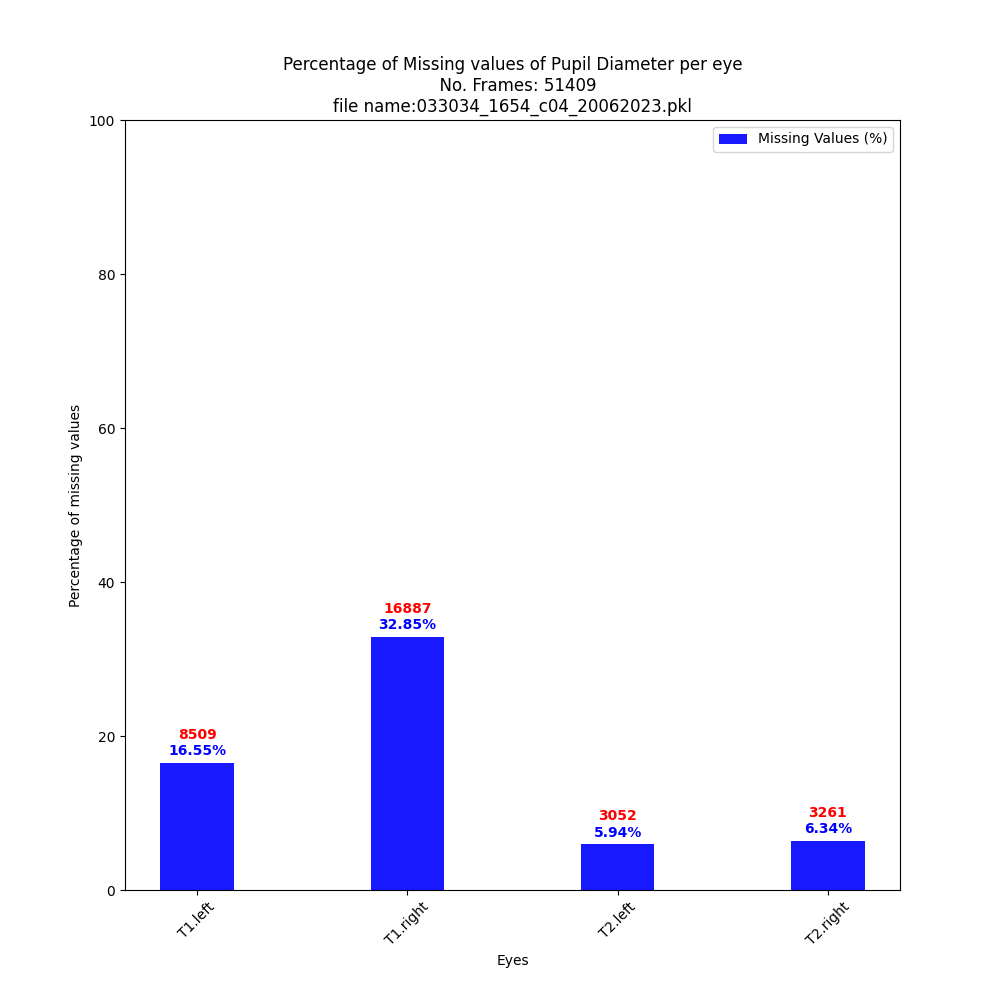 Percentage of Missing values of Pupil Diameter per eye
No. Frames: 51409
file name:033034_1654_c04_20062023.pkl
Missing Values (%)
Percentage of missing values
100
80
60
40
20
0
8509
16.55%
16887
32.85%
3052
5.94%
3261
6.34%
T1.left
T1.right
T2.left
T2.right
Eyes